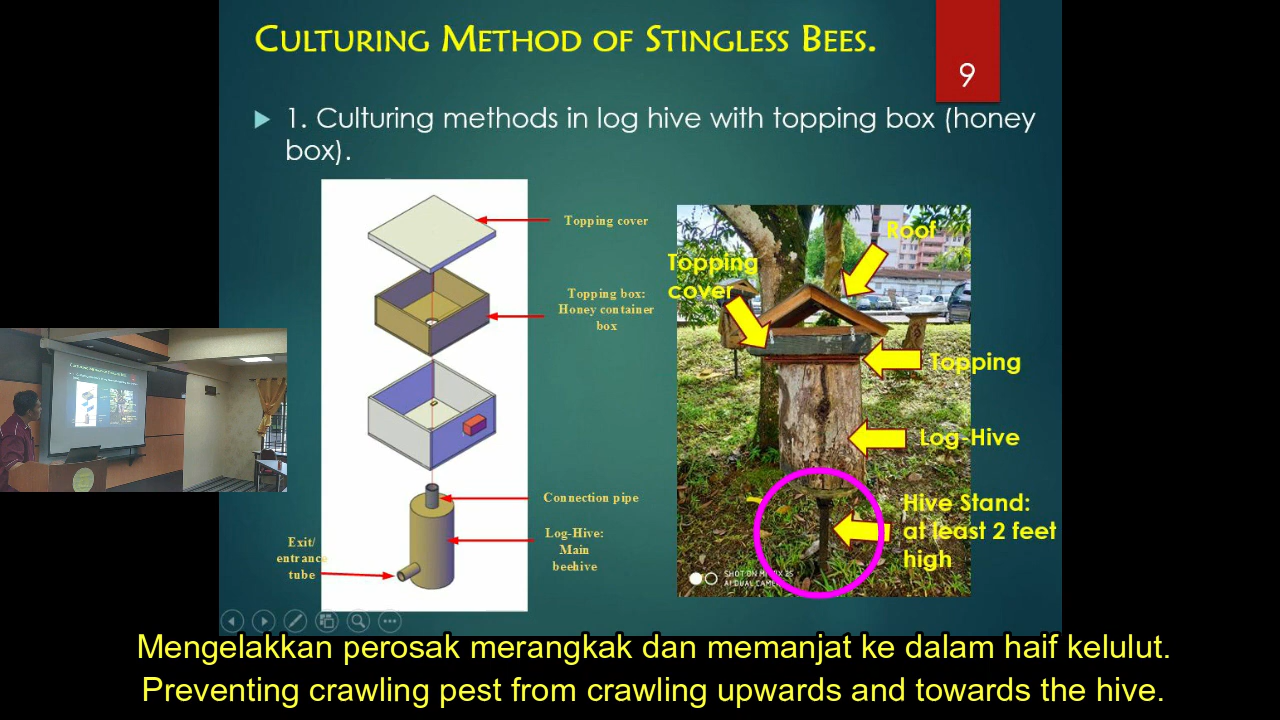 CULTURING METHOD OF STINGLESS BEES.
9
1. Culturing methods in log hive with topping box (honey
box).
Topping cover
Topping box:
Honey container
box
Connection pipe
Log-Hive:
Main
beehive
Exit/
entrance
tube
Roof
Topping
cover
Topping
Log-Hive
Hive Stand:
at least 2 feet
high
Mengelakkan perosak merangkak dan memanjat ke dalam haif kelulut.
Preventing crawling pest from crawling upwards and towards the hive.